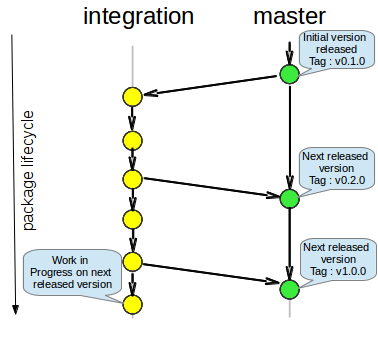 integration
master
Initial version
released
Tag : v0.1.0
package lifecycle
Next released
version
Tag : v0.2.0
Next released
version
Tag : v1.0.0
Work in
Progress on next
released version